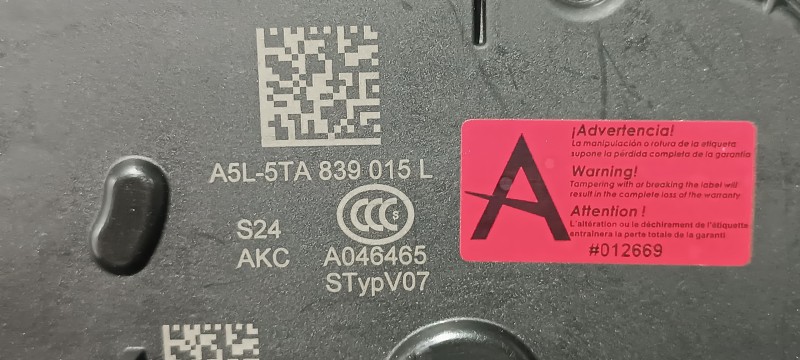 A5L-5TA 839 015 L
CCC S
S24
AKC
A046465
STypV07
A
¡Advertencia!
La manipulación o rotura de la etiqueta
supone la pérdida completa de la garantía
Warning!
Tampering with or breaking the label will
result in the complete loss of the warranty.
Attention !
L'altération ou le déchirement de l'étiquette
entraînera la perte totale de la garanti
#012669